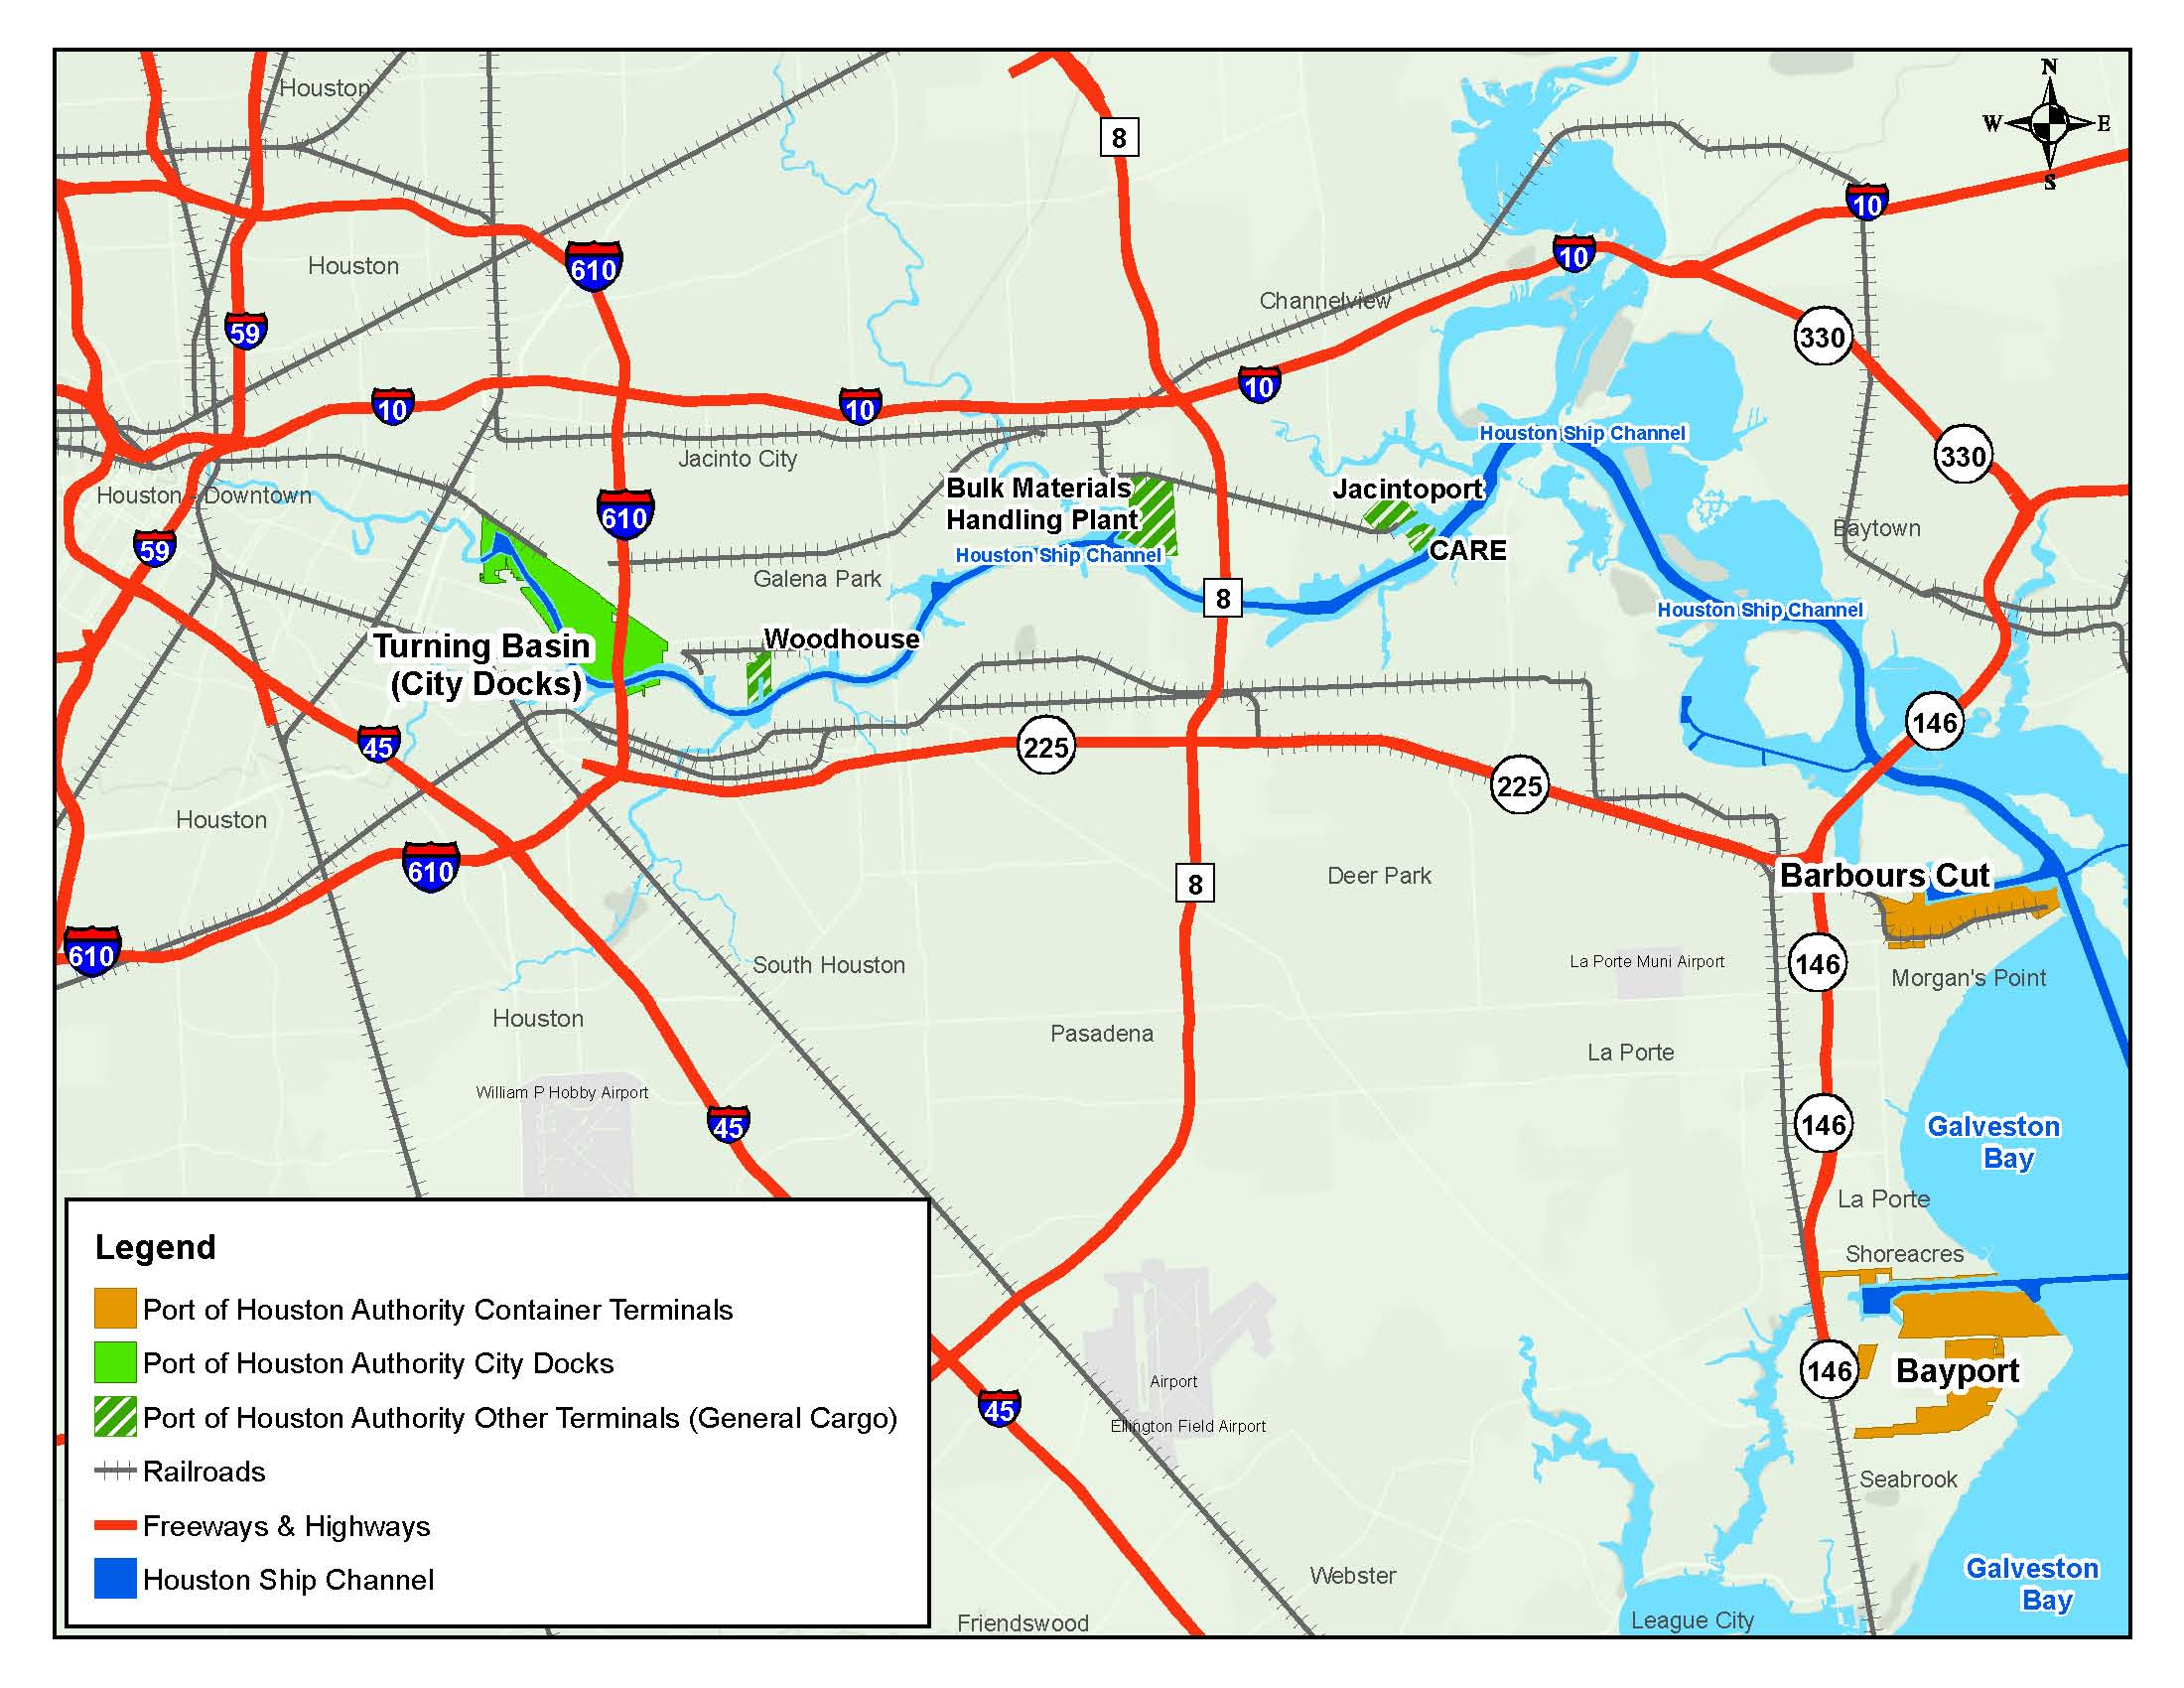 Houston
N
W E
S
8
10
Houston
610
10
Channelview
59
330
10
10
10
Houston Ship Channel
Jacinto City
330
Houston - Downtown
Bulk Materials
Handling Plant
Jacintoport
610
Baytown
59
Houston Ship Channel
CARE
Galena Park
8
Houston Ship Channel
Turning Basin
(City Docks)
Woodhouse
146
45
225
225
Houston
610
8
Deer Park
Barbours Cut
610
South Houston
La Porte Muni Airport
146
Morgan's Point
Houston
Pasadena
La Porte
William P Hobby Airport
45
146
Galveston
Bay
La Porte
Shoreacres
Legend
Port of Houston Authority Container Terminals
Port of Houston Authority City Docks
Port of Houston Authority Other Terminals (General Cargo)
Railroads
Freeways & Highways
Houston Ship Channel
146
Bayport
Airport
45
Ellington Field Airport
Seabrook
Webster
Galveston
Bay
Friendswood
League City